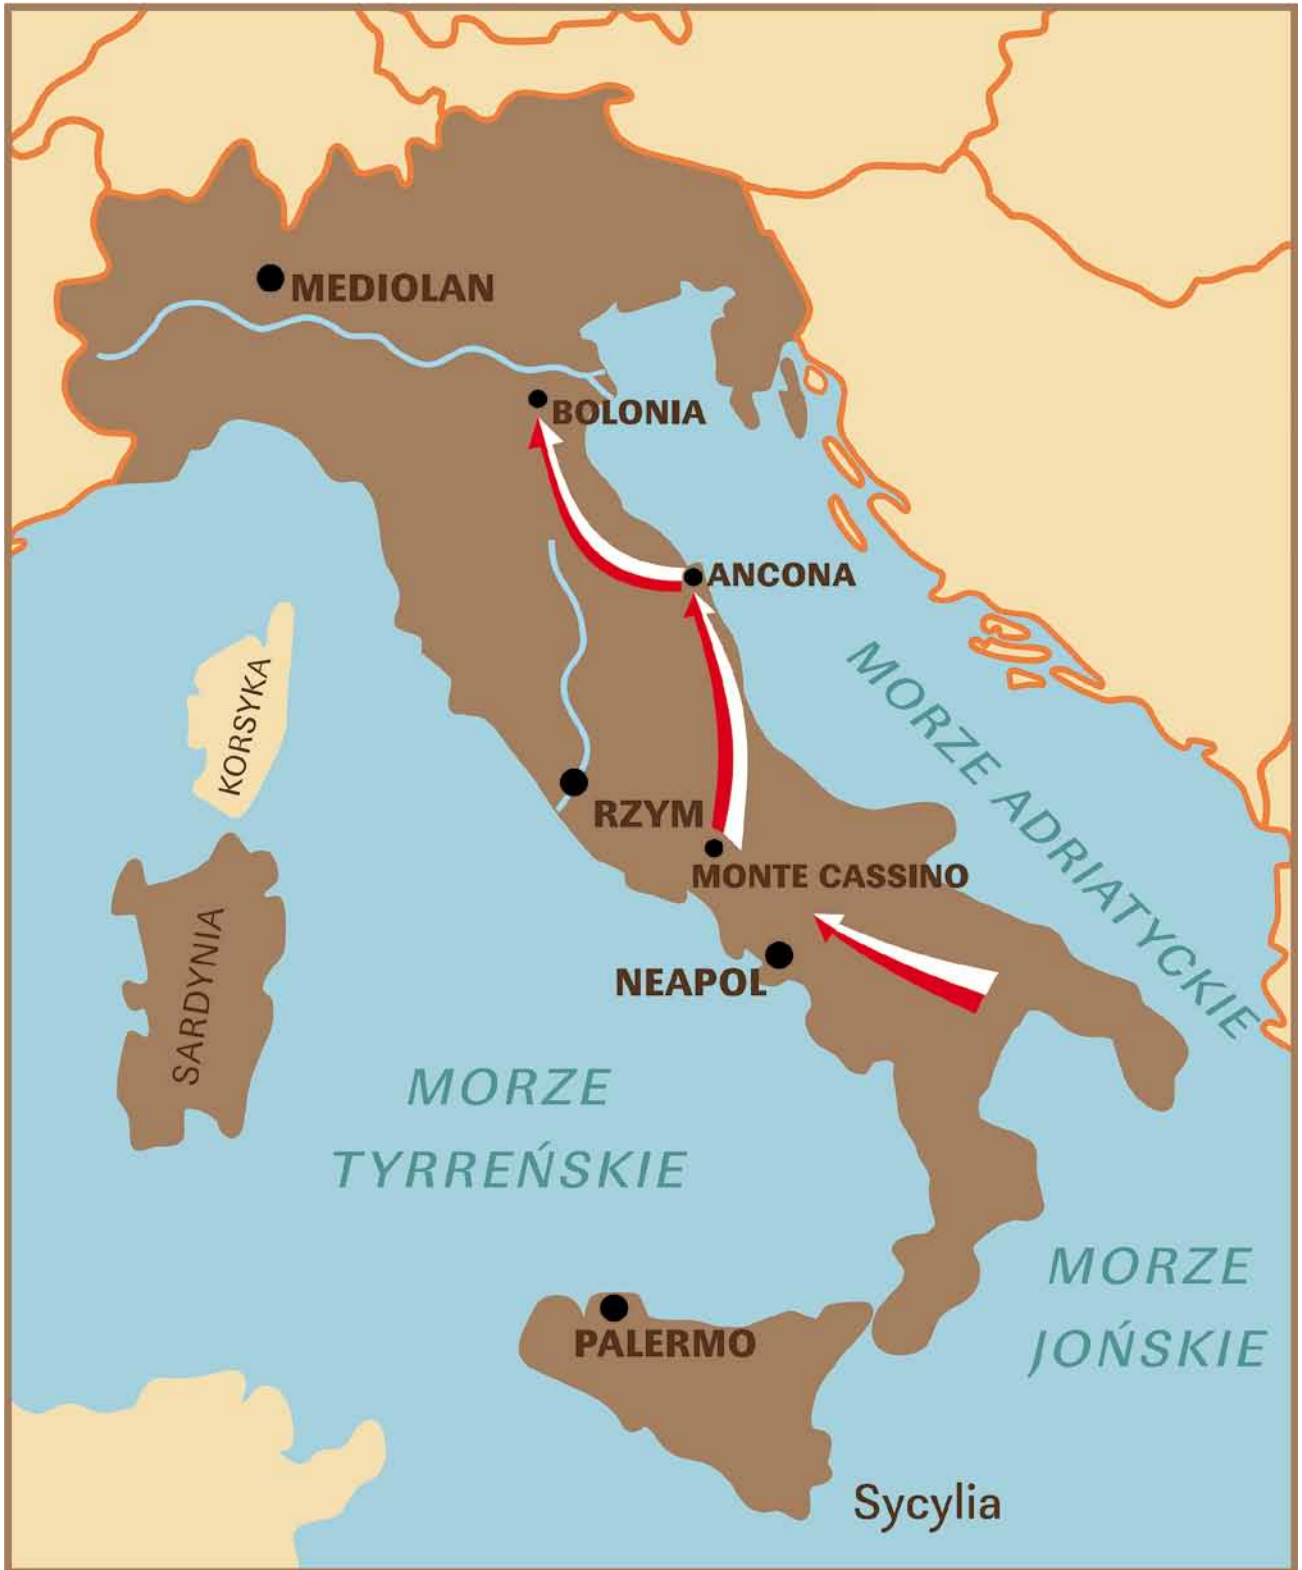 MEDIOLAN
BOLONIA
ANCONA
KORSYKA
MORZE ADRIATYCKIE
RZYM
MONTE CASSINO
SARDYNIA
NEAPOL
MORZE
TYRREŃSKIE
MORZE
JOŃSKIE
PALERMO
Sycylia